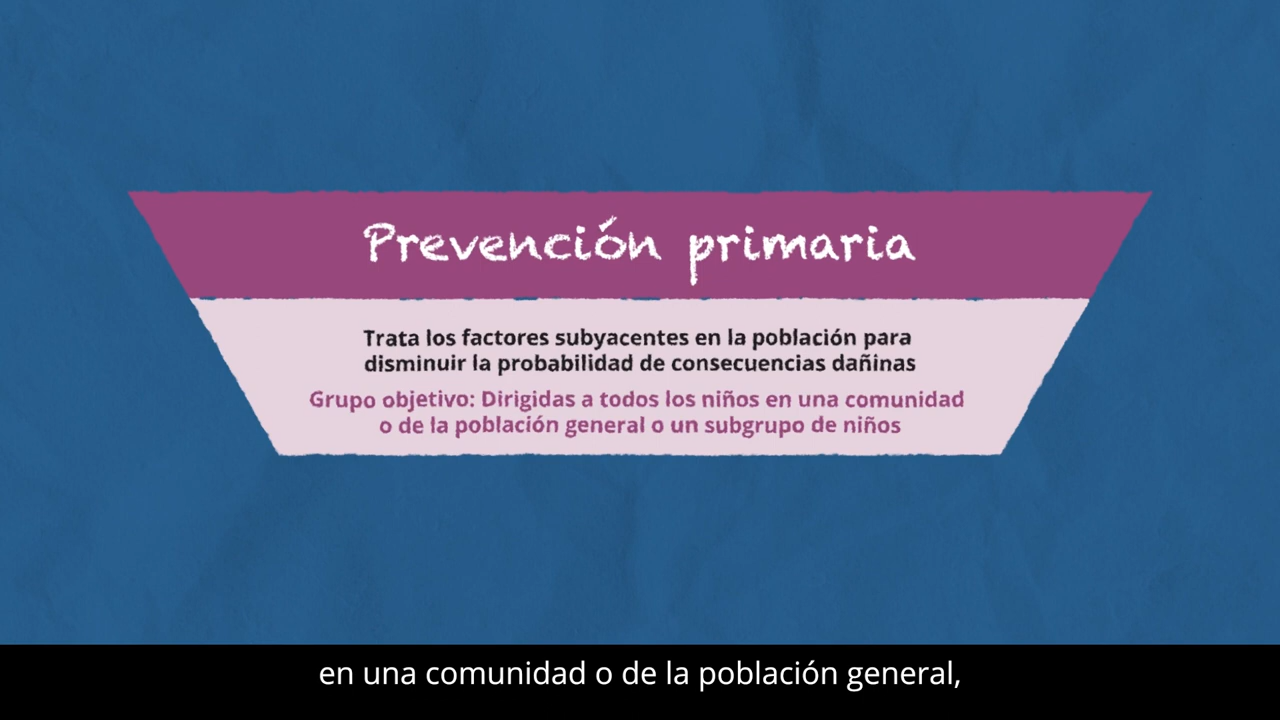 Prevención primaria
Trata los factores subyacentes en la población para
disminuir la probabilidad de consecuencias dañinas
Grupo objetivo: Dirigidas a todos los niños en una comunidad
o de la población general o un subgrupo de niños
en una comunidad o de la población general,